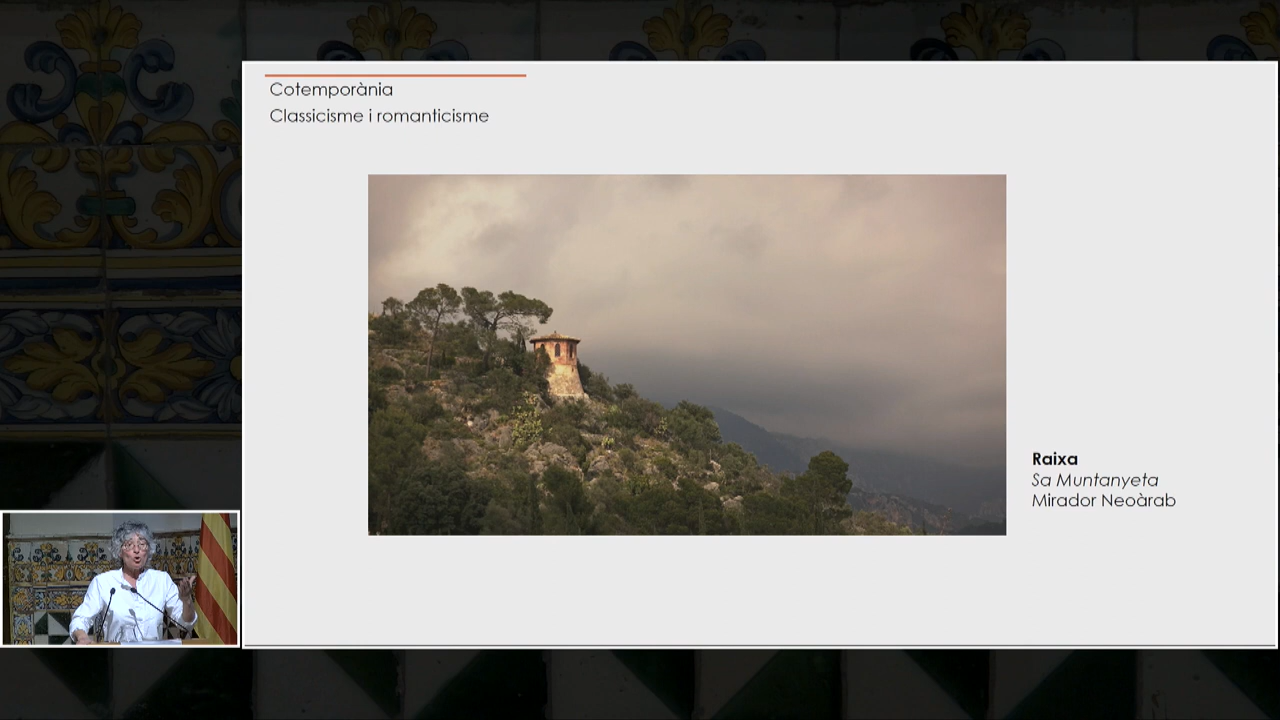 Cotemporània
Classicisme i romanticisme
Raixa
Sa Muntanyeta
Mirador Neoàrab